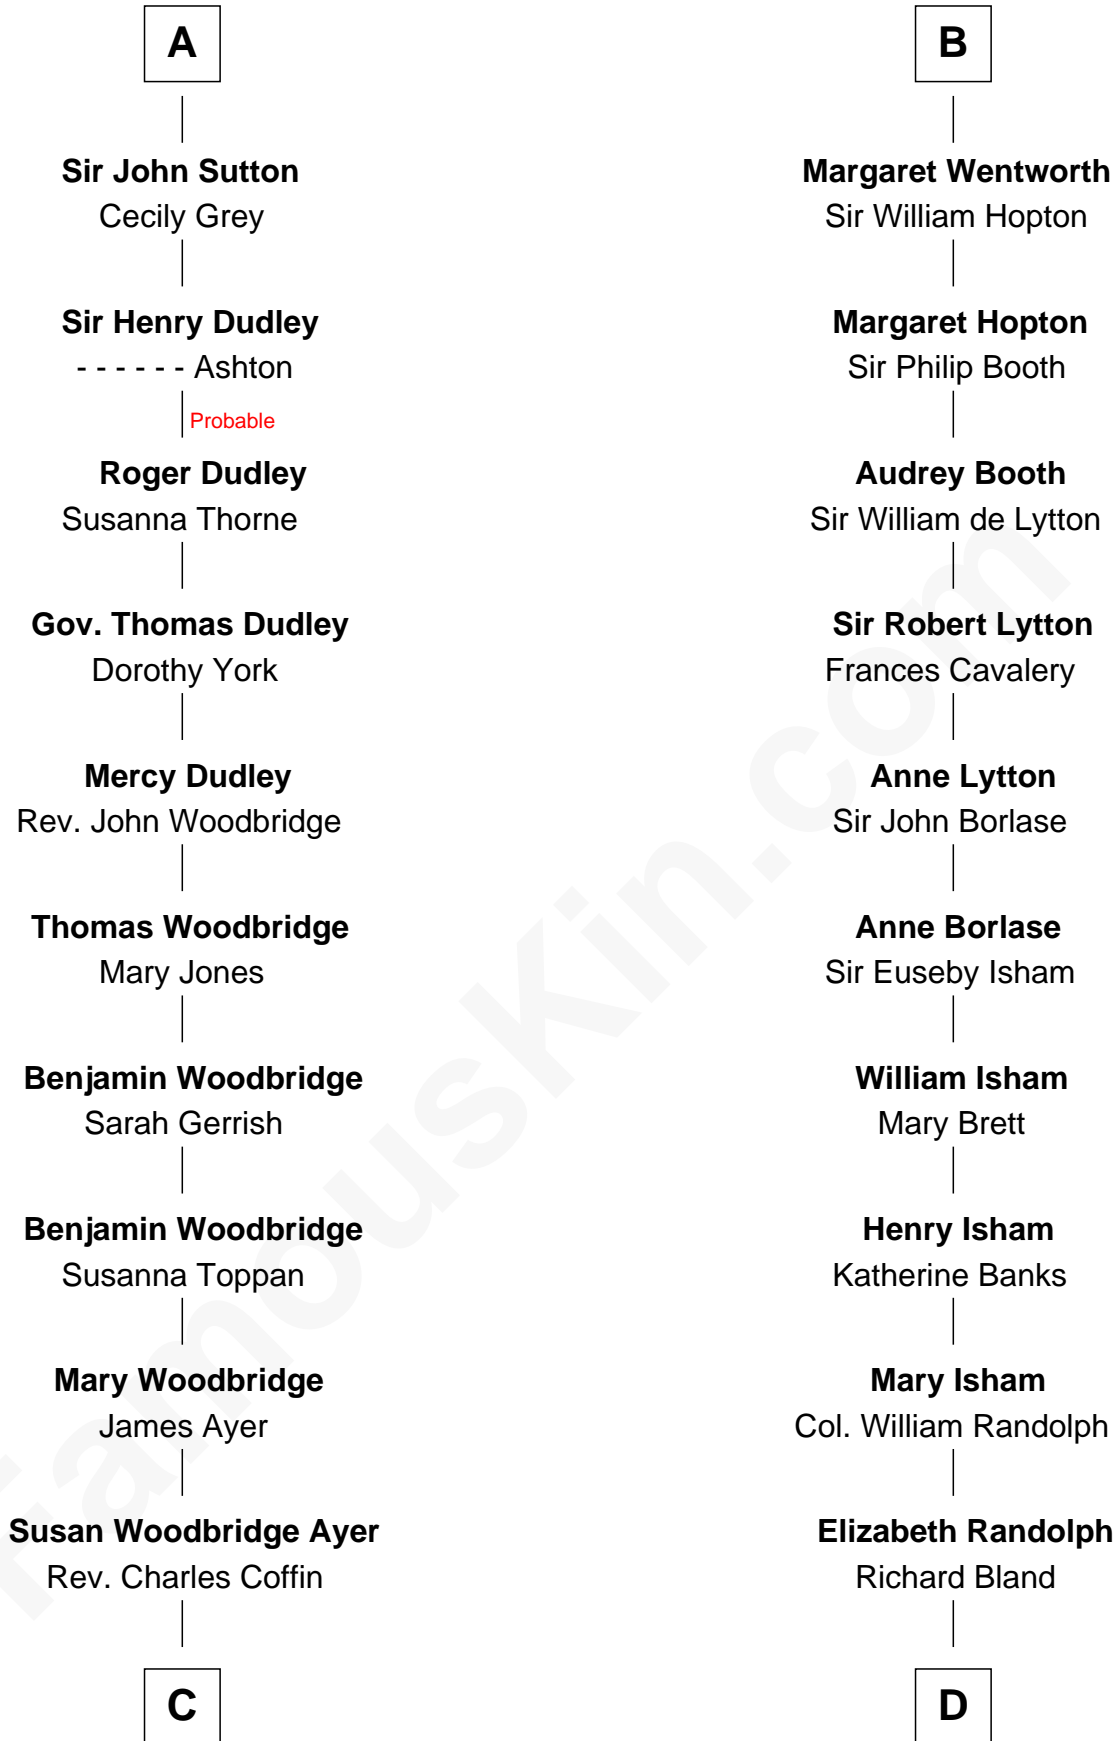 A
Sir John Sutton
Cecily Grey
Sir Henry Dudley
- - - - - - Ashton
Probable
Roger Dudley
Susanna Thorne
Gov. Thomas Dudley
Dorothy York
Mercy Dudley
Rev. John Woodbridge
Thomas Woodbridge
Mary Jones
Benjamin Woodbridge
Sarah Gerrish
Benjamin Woodbridge
Susanna Toppan
Mary Woodbridge
James Ayer
Susan Woodbridge Ayer
Rev. Charles Coffin
C
B
Margaret Wentworth
Sir William Hopton
Margaret Hopton
Sir Philip Booth
Audrey Booth
Sir William de Lytton
Sir Robert Lytton
Frances Cavalery
Anne Lytton
Sir John Borlase
Anne Borlase
Sir Euseby Isham
William Isham
Mary Brett
Henry Isham
Katherine Banks
Mary Isham
Col. William Randolph
Elizabeth Randolph
Richard Bland
D
FamousKin.com